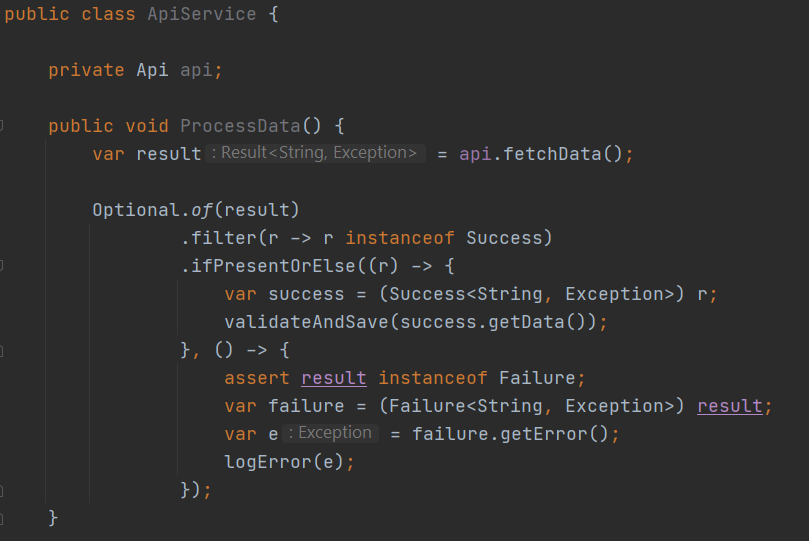 public class ApiService {
private Api api;
public void ProcessData() {
var result : Result<String, Exception> = api.fetchData();
Optional.of(result)
.filter(r -> r instanceof Success)
.ifPresentOrElse((r) -> {
var success = (Success<String, Exception>) r;
validateAndSave(success.getData());
}, () -> {
assert result instanceof Failure;
var failure = (Failure<String, Exception>) result;
var e : Exception = failure.getError();
logError(e);
});
}